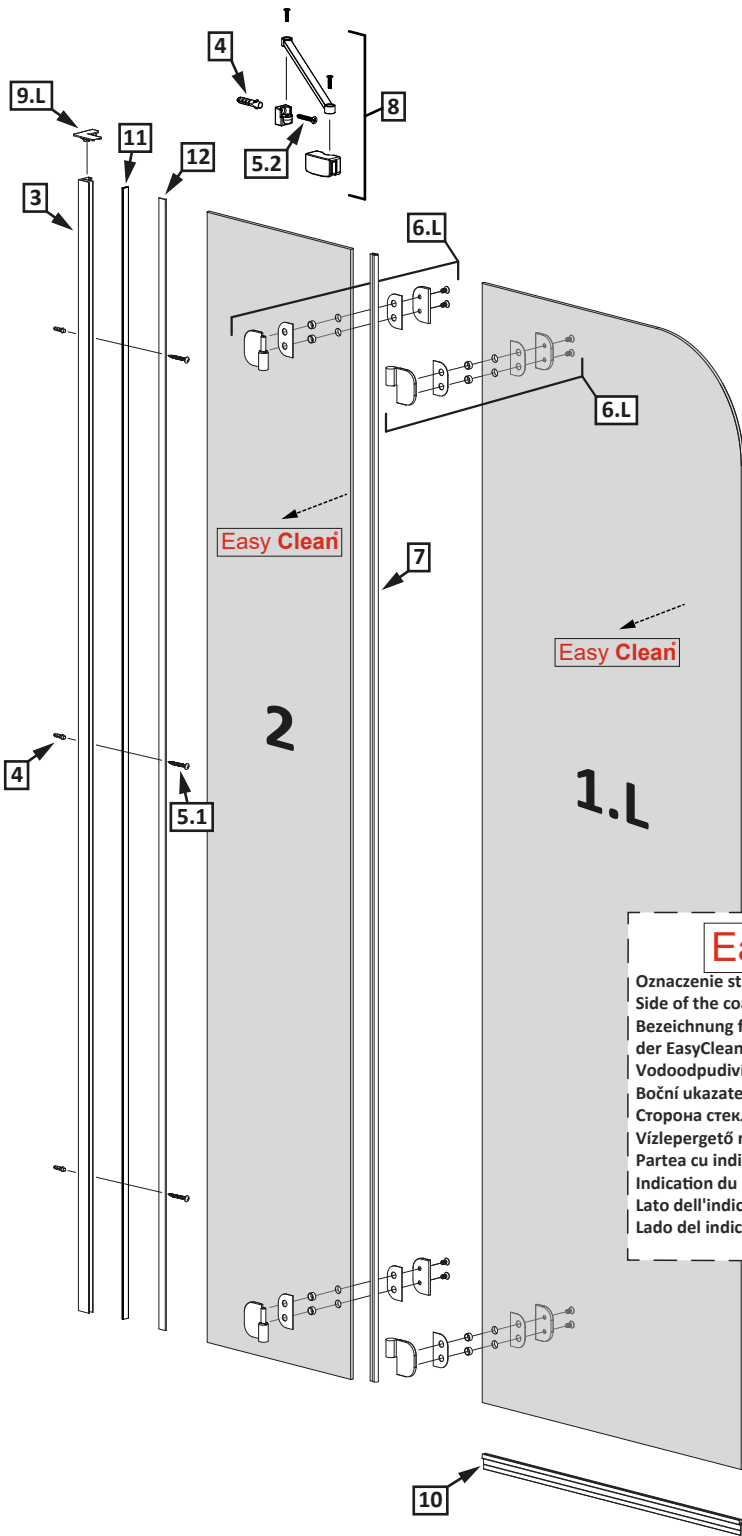 4
9.L
8
11
5.2
12
3
6.L
6.L
Easy Clean
7
Easy Clean
2
4
1.L
5.1
Ea
Oznaczenie st
Side of the co
Bezeichnung f
der EasyClean
Vodoodpudiv
Boční ukazate
Сторона стек
Vízlepergető
Partea cu indi
Indication du
Lato dell'indic
Lado del indic
10